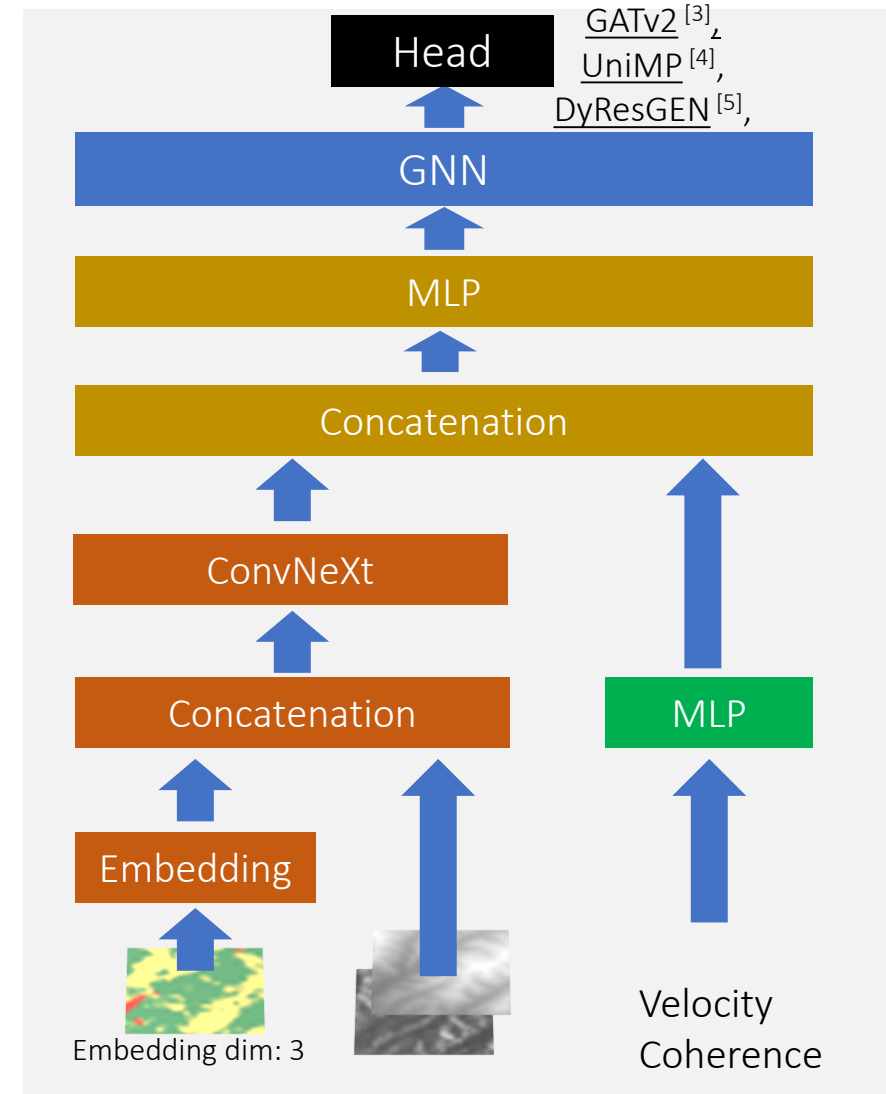 Head
GATv2 [3],
UniMP [4],
DyResGEN [5],
GNN
MLP
Concatenation
ConvNeXt
Concatenation
MLP
Embedding
Embedding dim: 3
Velocity
Coherence